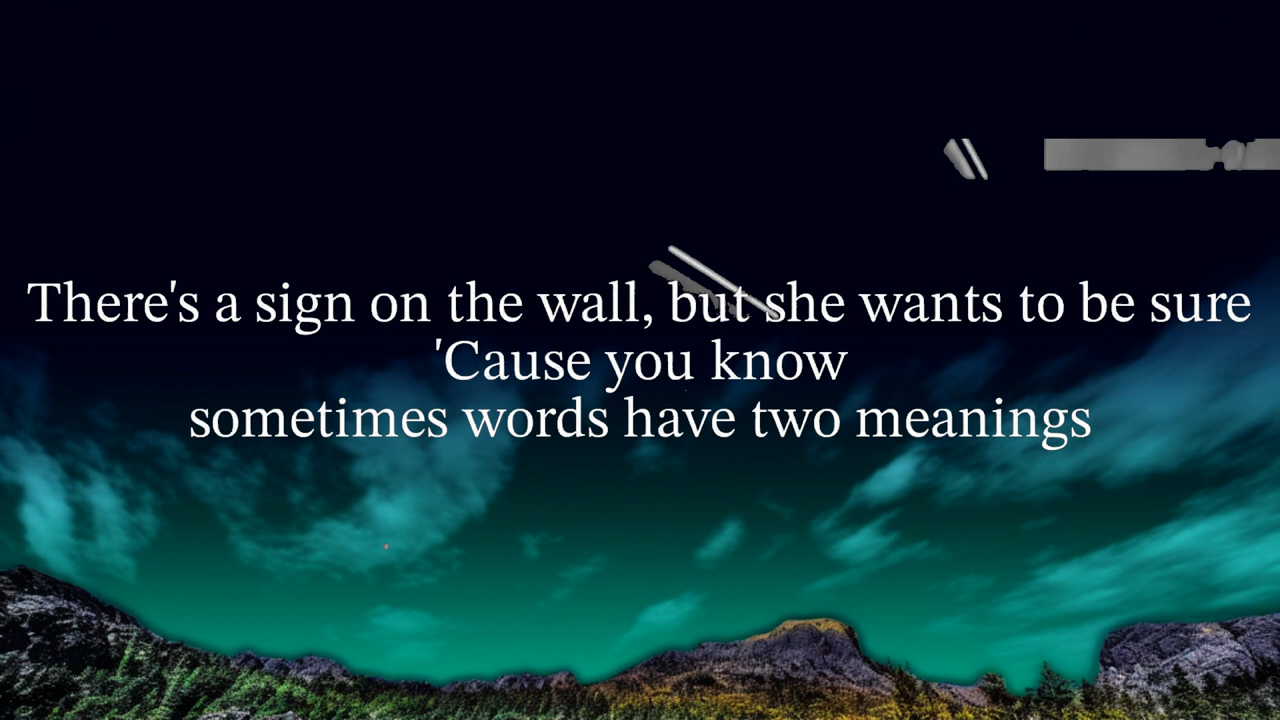 There's a sign on the wall, but she wants to be sure
'Cause you know
sometimes words have two meanings